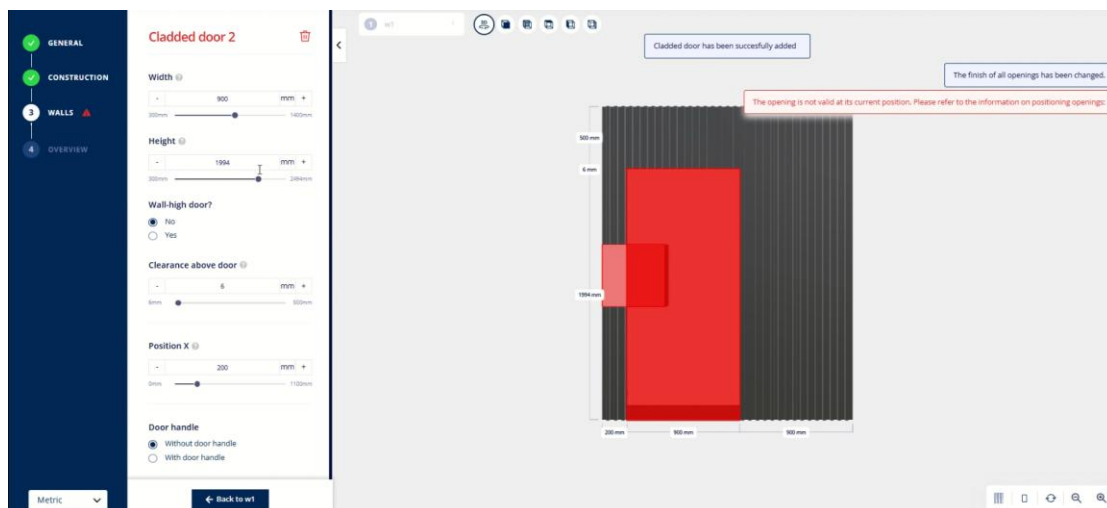 GENERAL
CONSTRUCTION
3 WALLS
4 OVERVIEW
Metric
Cladded door 2
Width
- 900 mm +
300mm 1400mm
Height
- 1994 mm +
300mm 2494mm
Wall-high door?
No
Yes
Clearance above door
- 6 mm +
6mm 500mm
Position X
- 200 mm +
0mm 1100mm
Door handle
Without door handle
With door handle
← Back to w1
1 w1
Cladded door has been succesfully added
The finish of all openings has been changed.
The opening is not valid at its current position. Please refer to the information on positioning openings:
500 mm
6 mm
1994 mm
200 mm
900 mm
900 mm